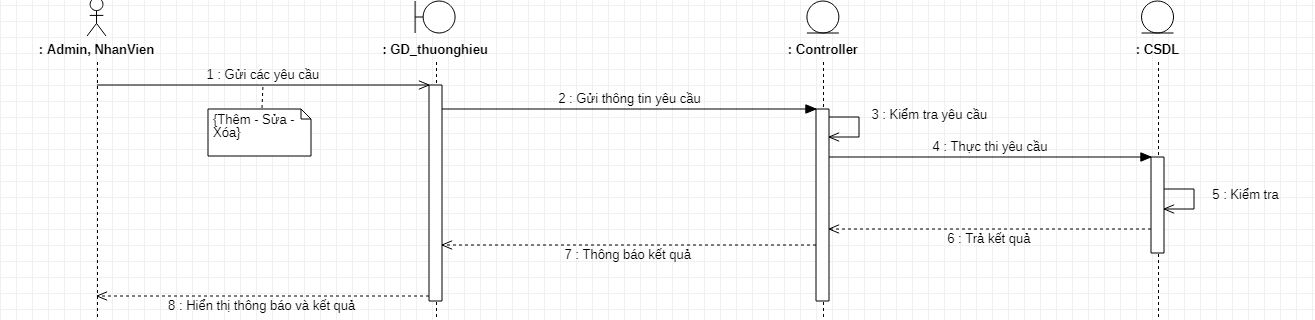 : Admin, NhanVien
: GD_thuonghieu
: Controller
: CSDL
1 : Gửi các yêu cầu
{Thêm - Sửa -
Xóa}
2 : Gửi thông tin yêu cầu
3 : Kiểm tra yêu cầu
4 : Thực thi yêu cầu
5 : Kiểm tra
6 : Trả kết quả
7 : Thông báo kết quả
8 : Hiển thị thông báo và kết quả